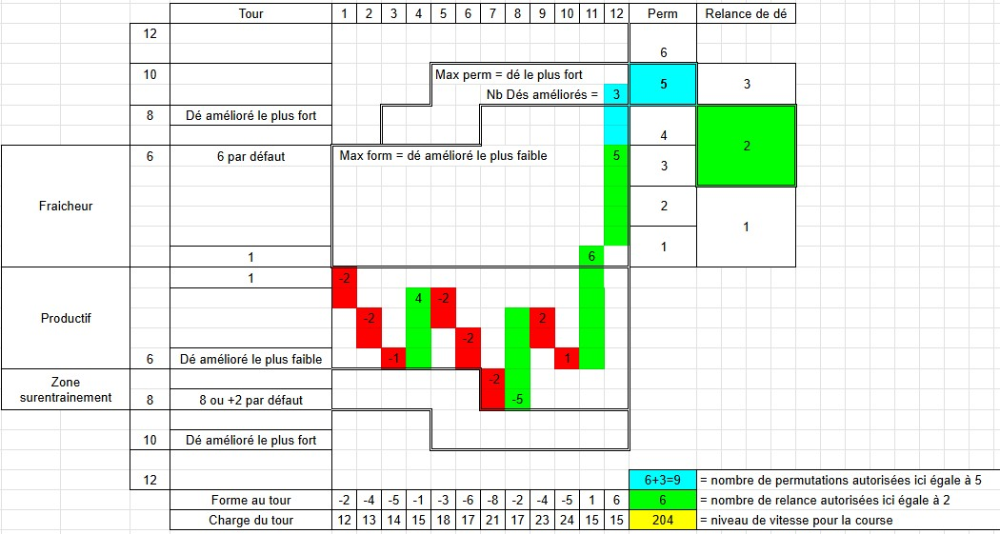 Tour 1 2 3 4 5 6 7 8 9 10 11 12 Perm Relance de dé
12
6
10 Max perm = dé le plus fort 5 3
Nb Dés améliorés = 3
8 Dé amélioré le plus fort
4 2
6 6 par défaut Max form = dé amélioré le plus faible 5
3
Fraicheur 2
1
1 6 1
1 -2
4 -2
Productif -2 2
-2
6 Dé amélioré le plus faible -1 1
Zone
surentrainement
-2
8 8 ou +2 par défaut -5
10 Dé amélioré le plus fort
12 6+3=9 = nombre de permutations autorisées ici égale à 5
Forme au tour -2 -4 -5 -1 -3 -6 -8 -2 -4 -5 1 6 6 = nombre de relance autorisées ici égale à 2
Charge du tour 12 13 14 15 18 17 21 17 23 24 15 15 204 = niveau de vitesse pour la course